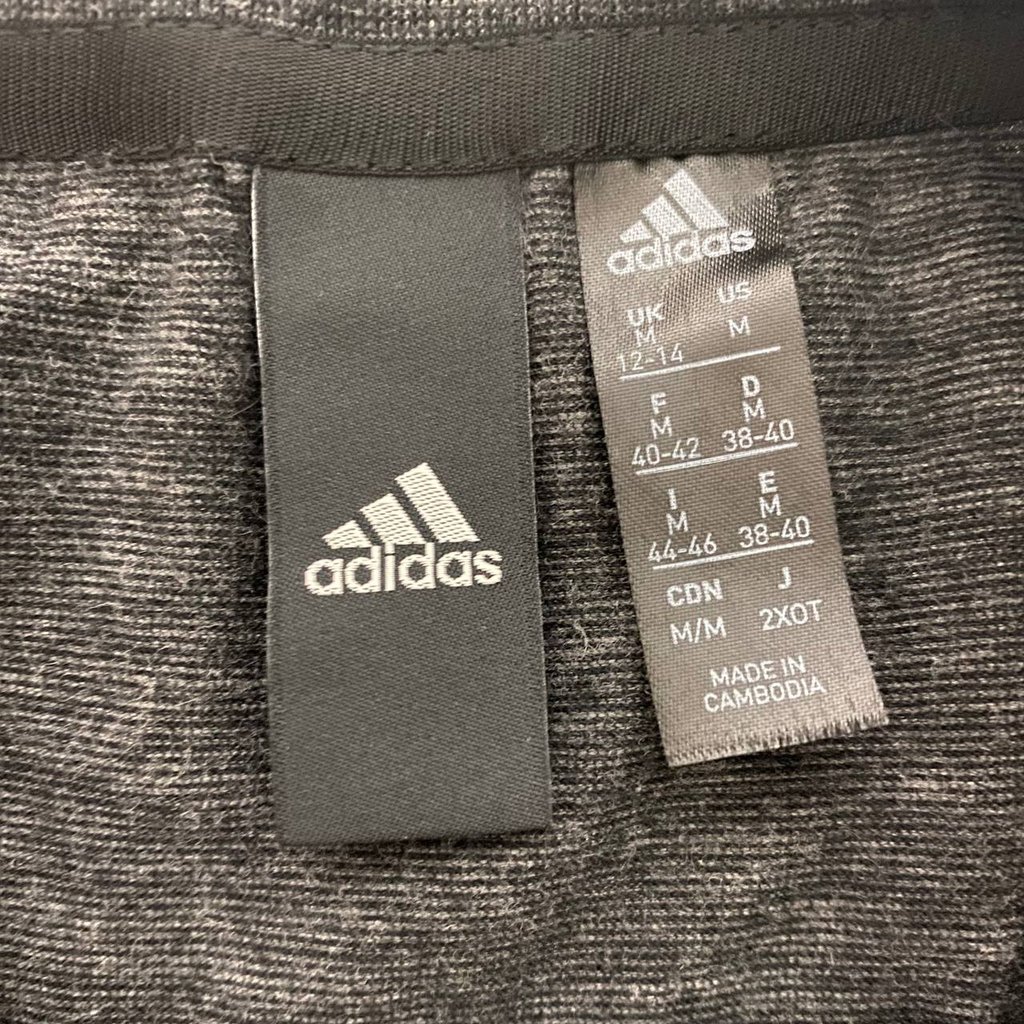 adidas
adidas
UK US
M M
12-14
F D
M M
40-42 38-40
I E
M M
44-46 38-40
CDN J
M/M 2XOT
MADE IN
CAMBODIA